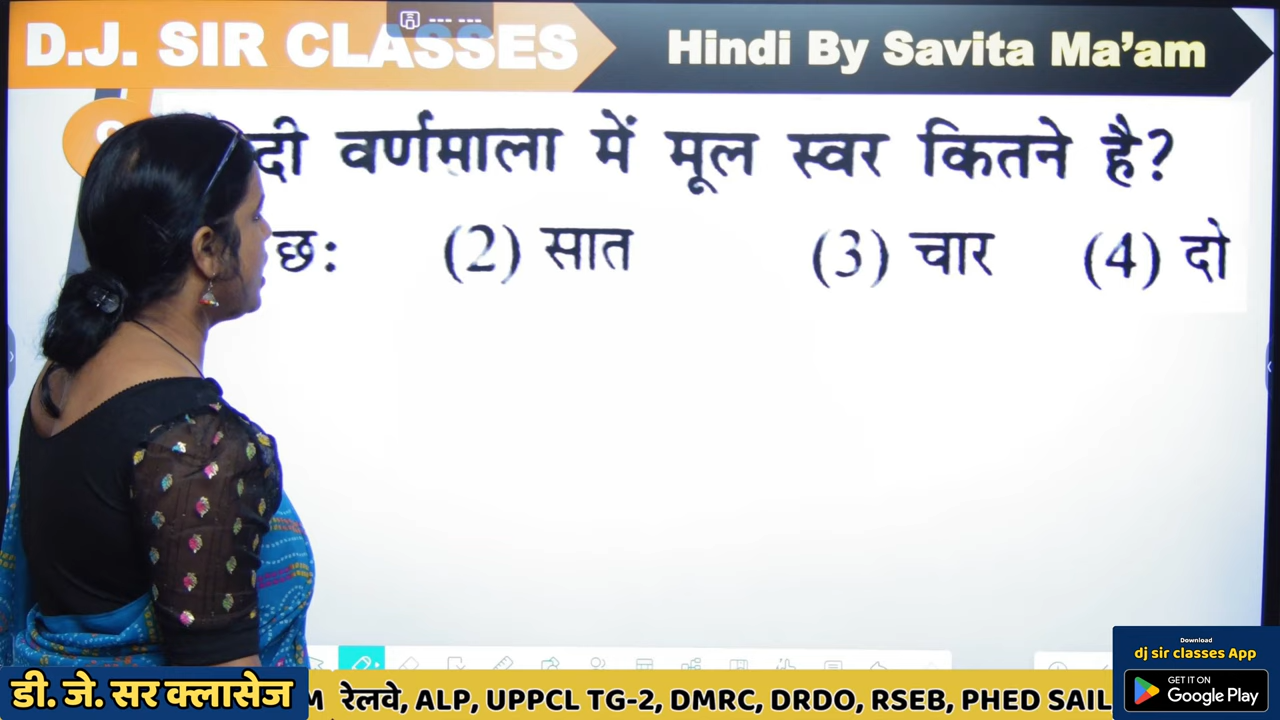 D.J. SIR CLASSES
Hindi By Savita Ma’am
दी वर्णमाला में मूल स्वर कितने है?
छः (2) सात (3) चार (4) दो
Download
dj sir classes App
GET IT ON
Google Play
डी. जे. सर क्लासेज
M रेलवे, ALP, UPPCL TG-2, DMRC, DRDO, RSEB, PHED SAIL